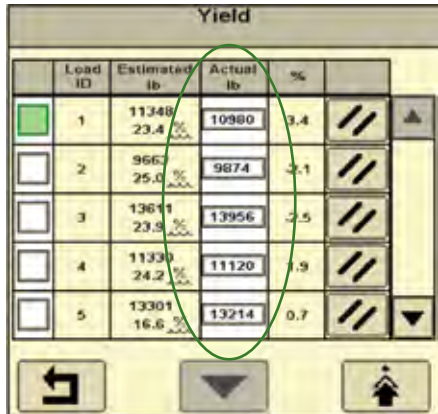 Yield
Load ID Estimated lb Actual lb %
1 11348 23.4 % 10980 3.4
2 9663 25.0 % 9874 -2.1
3 13611 23.9 % 13956 -2.5
4 11330 24.2 % 11120 1.9
5 13301 16.6 % 13214 0.7